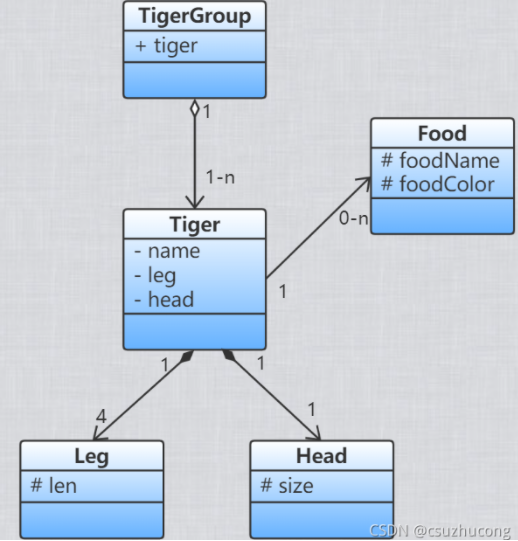 TigerGroup
+ tiger
1
1-n
Food
# foodName
# foodColor
0-n
Tiger
- name
- leg
- head
1
1
1
4
1
Leg
# len
Head
# size
CSDN @csuzhucong